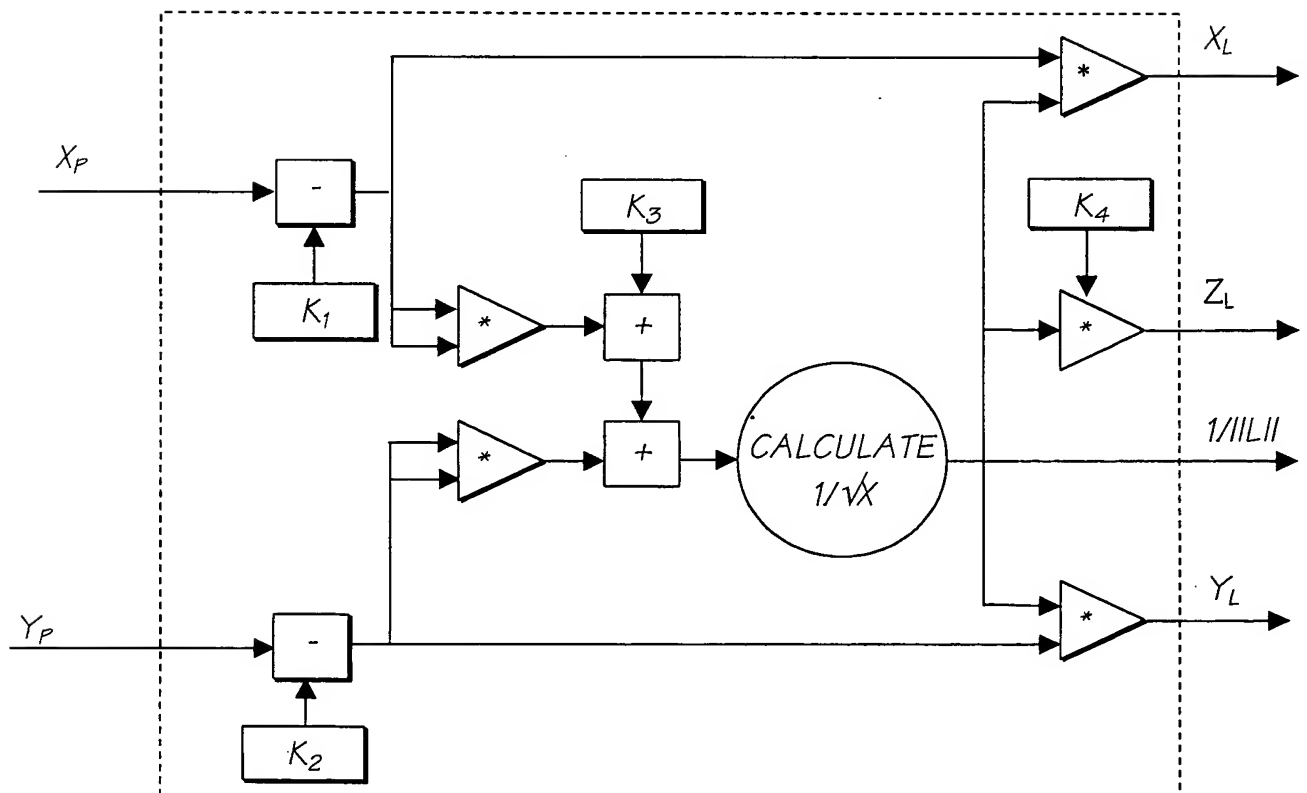 X_L
*
X_P
-
K_3
K_4
K_1
*
+
*
Z_L
*
+
CALCULATE
1/√X
1/||L||
Y_P
-
*
Y_L
K_2